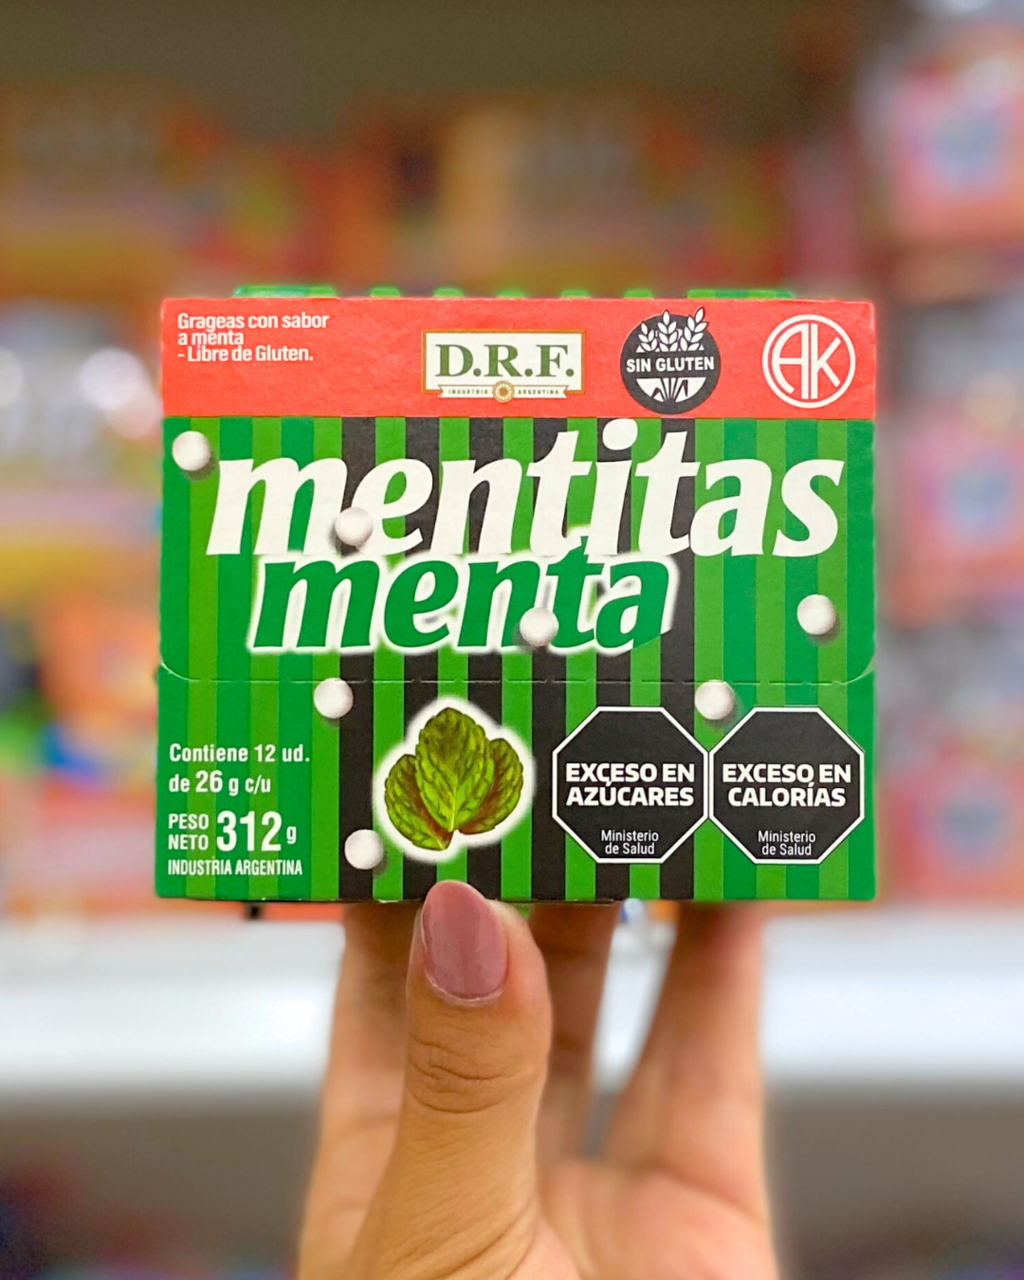 Grageas con sabor
a menta
- Libre de Gluten.
D.R.F.
INDUSTRIA ARGENTINA
SIN GLUTEN
AK
mentitas
menta
Contiene 12 ud.
de 26 g c/u
PESO
NETO 312 g
INDUSTRIA ARGENTINA
EXCESO EN
AZÚCARES
Ministerio
de Salud
EXCESO EN
CALORÍAS
Ministerio
de Salud